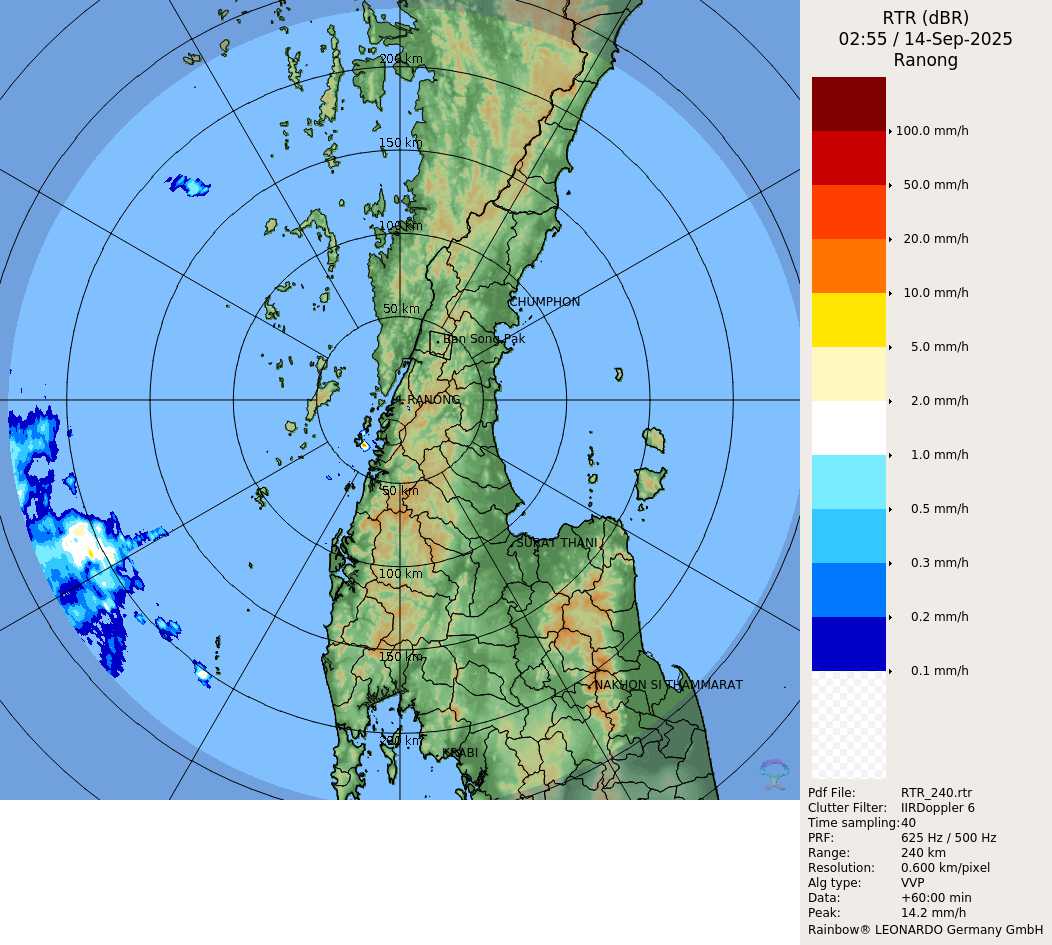 RTR (dBR)
02:55 / 14-Sep-2025
Ranong
200 km
150 km
100 km
50 km
CHUMPHON
Ban Song Pak
RANONG
50 km
SURAT THANI
100 km
150 km
NAKHON SI THAMMARAT
200 km
KRABI
100.0 mm/h
50.0 mm/h
20.0 mm/h
10.0 mm/h
5.0 mm/h
2.0 mm/h
1.0 mm/h
0.5 mm/h
0.3 mm/h
0.2 mm/h
0.1 mm/h
Pdf File: RTR_240.rtr
Clutter Filter: IIRDoppler 6
Time sampling:40
PRF: 625 Hz / 500 Hz
Range: 240 km
Resolution: 0.600 km/pixel
Alg type: VVP
Data: +60:00 min
Peak: 14.2 mm/h
Rainbow® LEONARDO Germany GmbH